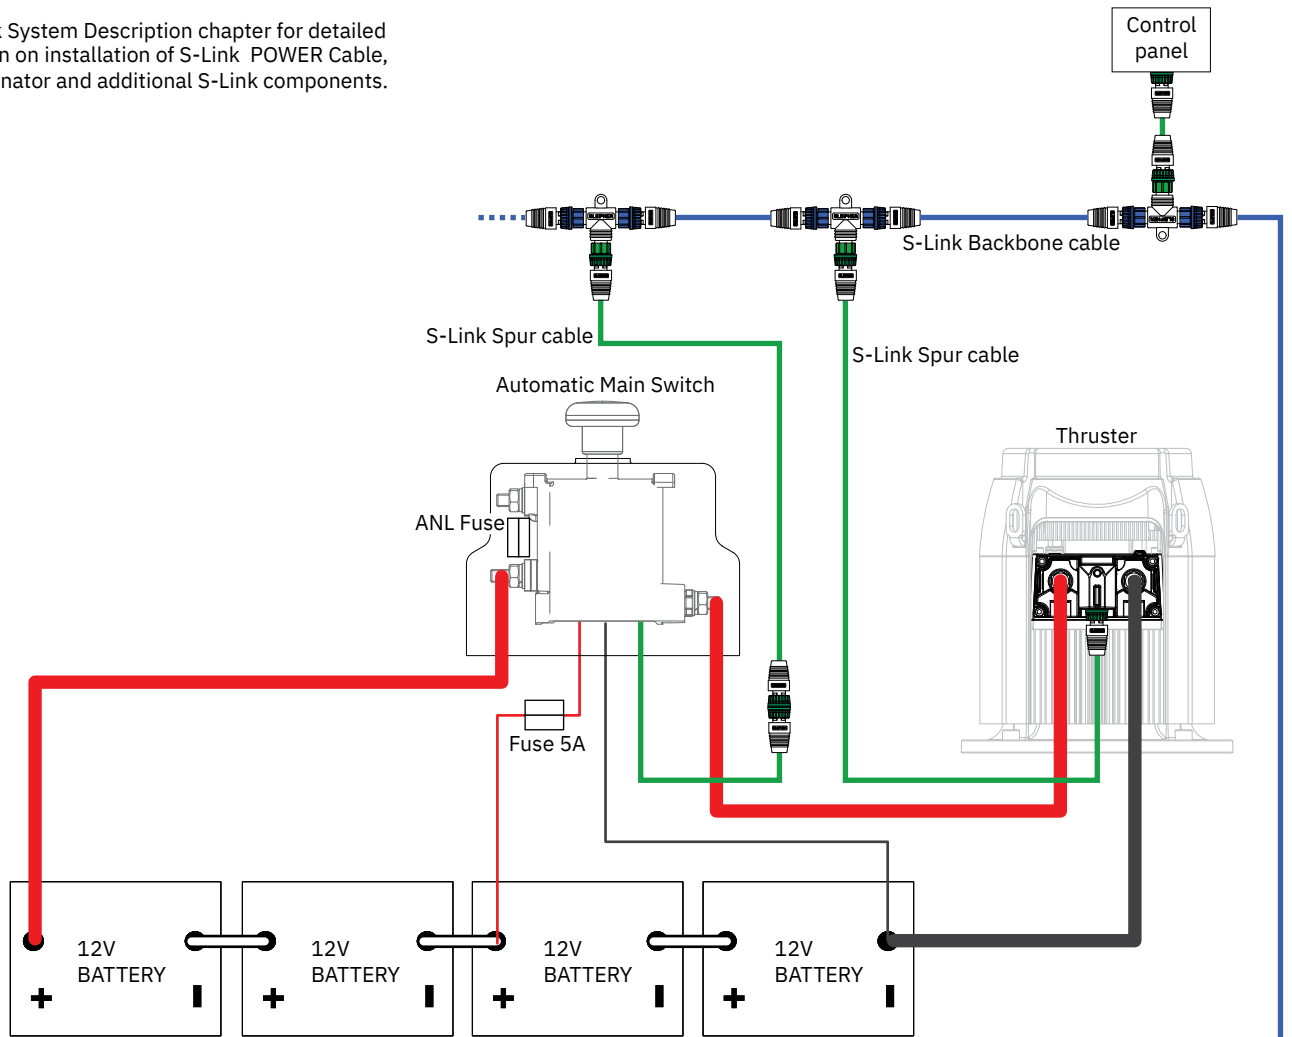 System Description chapter for detailed
on installation of S-Link POWER Cable,
and additional S-Link components.
Control
panel
S-Link Backbone cable
S-Link Spur cable
S-Link Spur cable
Automatic Main Switch
Thruster
ANL Fuse
Fuse 5A
12V
BATTERY
+
-
12V
BATTERY
+
-
12V
BATTERY
+
-
12V
BATTERY
+
-